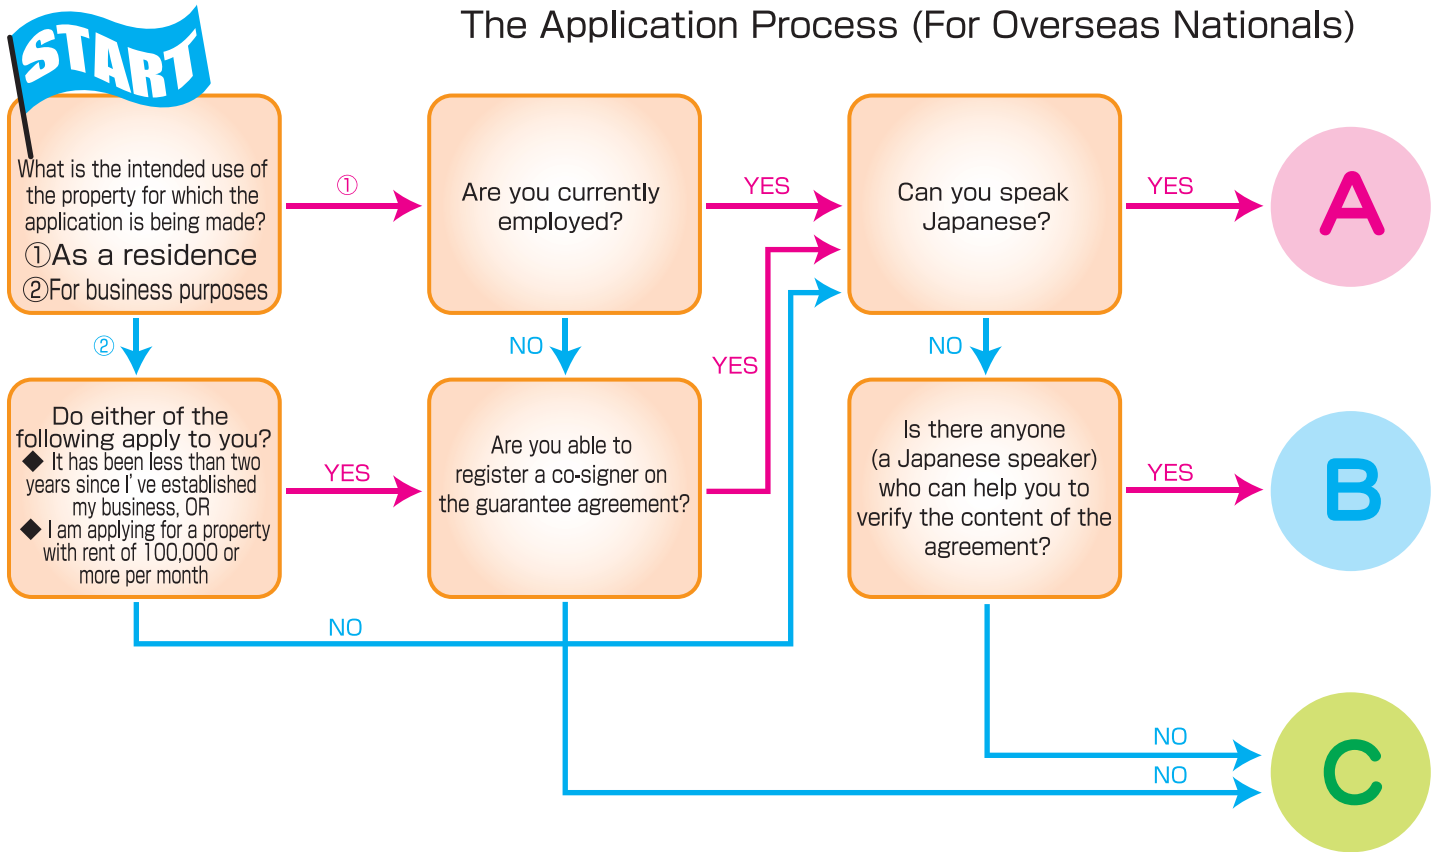 The Application Process (For Overseas Nationals)
START
What is the intended use of
the property for which the
application is being made?
①As a residence
②For business purposes
①
Are you currently
employed?
YES
Can you speak
Japanese?
YES
A
②
NO
YES
NO
Do either of the
following apply to you?
◆ It has been less than two
years since I' ve established
my business, OR
◆ I am applying for a property
with rent of 100,000 or
more per month
YES
Are you able to
register a co-signer on
the guarantee agreement?
Is there anyone
(a Japanese speaker)
who can help you to
verify the content of the
agreement?
YES
B
NO
NO
NO
C